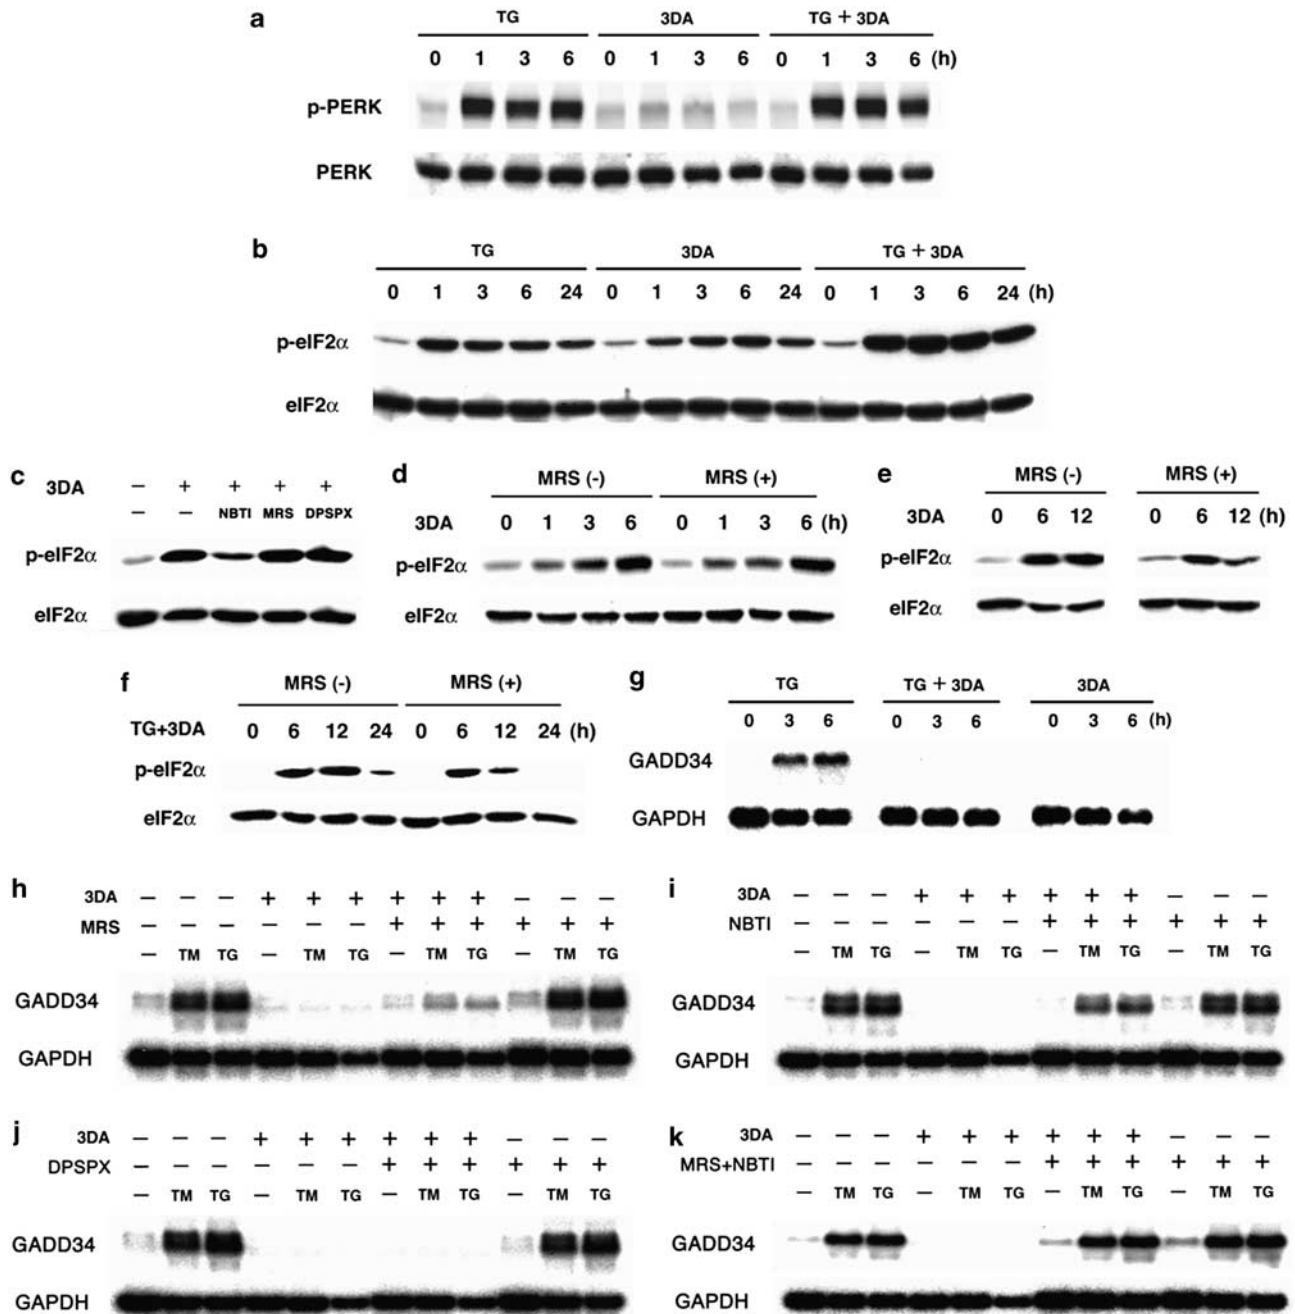 a
TG 3DA TG + 3DA
0 1 3 6 0 1 3 6 0 1 3 6 (h)
p-PERK
PERK
b
TG 3DA TG + 3DA
0 1 3 6 24 0 1 3 6 24 0 1 3 6 24 (h)
p-eIF2α
eIF2α
c
3DA − + + + +
− − NBTI MRS DPSPX
p-eIF2α
eIF2α
d
MRS (-) MRS (+)
3DA 0 1 3 6 0 1 3 6 (h)
p-eIF2α
eIF2α
e
MRS (-) MRS (+)
3DA 0 6 12 0 6 12 (h)
p-eIF2α
eIF2α
f
MRS (-) MRS (+)
TG+3DA 0 6 12 24 0 6 12 24 (h)
p-eIF2α
eIF2α
g
TG TG + 3DA 3DA
0 3 6 0 3 6 0 3 6 (h)
GADD34
GAPDH
h
3DA − − − + + + + + + − − −
MRS − − − − − − + + + + + +
− TM TG − TM TG − TM TG − TM TG
GADD34
GAPDH
i
3DA − − − + + + + + + − − −
NBTI − − − − − − + + + + + +
− TM TG − TM TG − TM TG − TM TG
GADD34
GAPDH
j
3DA − − − + + + + + + − − −
DPSPX − − − − − − + + + + + +
− TM TG − TM TG − TM TG − TM TG
GADD34
GAPDH
k
3DA − − − + + + + + + − − −
MRS+NBTI − − − − − − + + + + + +
− TM TG − TM TG − TM TG − TM TG
GADD34
GAPDH